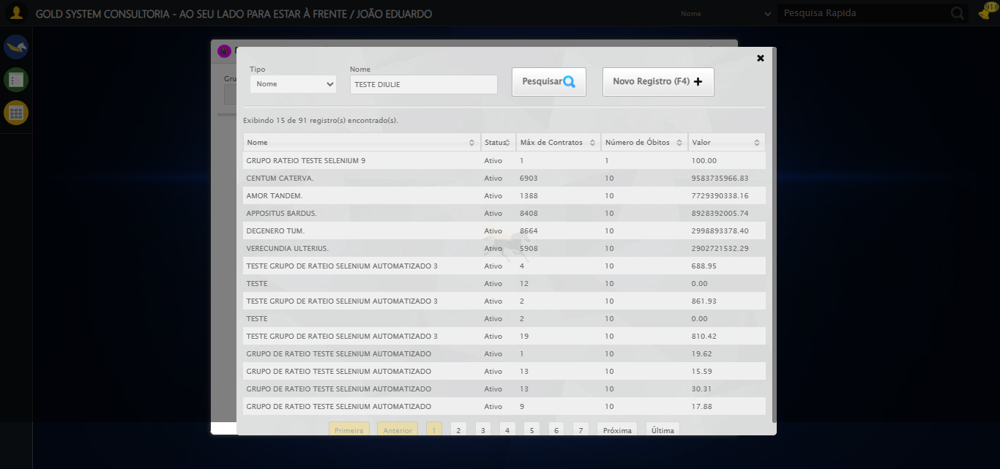 GOLD SYSTEM CONSULTORIA - AO SEU LADO PARA ESTAR À FRENTE / JOÃO EDUARDO
Nome
Pesquisa Rapida
918
Tipo
Nome
Nome
TESTE DIULIE
Pesquisar
Novo Registro (F4)
Exibindo 15 de 91 registro(s) encontrado(s).
Nome Status Máx de Contratos Número de Óbitos Valor
GRUPO RATEIO TESTE SELENIUM 9 Ativo 1 1 100.00
CENTUM CATERVA. Ativo 6903 10 9583735966.83
AMOR TANDEM. Ativo 1388 10 7729390338.16
APPOSITUS BARDUS. Ativo 8408 10 8928392005.74
DEGENERO TUM. Ativo 8664 10 2998893378.40
VERECUNDIA ULTERIUS. Ativo 5908 10 2902721532.29
TESTE GRUPO DE RATEIO SELENIUM AUTOMATIZADO 3 Ativo 4 10 688.95
TESTE Ativo 12 10 0.00
TESTE GRUPO DE RATEIO SELENIUM AUTOMATIZADO 3 Ativo 2 10 861.93
TESTE Ativo 2 10 0.00
TESTE GRUPO DE RATEIO SELENIUM AUTOMATIZADO 3 Ativo 19 10 810.42
GRUPO DE RATEIO TESTE SELENIUM AUTOMATIZADO Ativo 1 10 19.62
GRUPO DE RATEIO TESTE SELENIUM AUTOMATIZADO Ativo 13 10 15.59
GRUPO DE RATEIO TESTE SELENIUM AUTOMATIZADO Ativo 13 10 30.31
GRUPO DE RATEIO TESTE SELENIUM AUTOMATIZADO Ativo 9 10 17.88
Primeira Anterior 1 2 3 4 5 6 7 Próxima Última